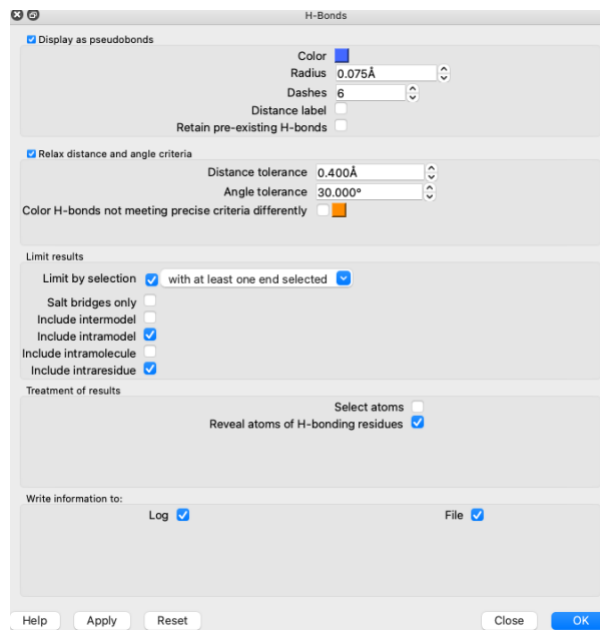 H-Bonds
Display as pseudobonds
Color
Radius 0.075Å
Dashes 6
Distance label
Retain pre-existing H-bonds
Relax distance and angle criteria
Distance tolerance 0.400Å
Angle tolerance 30.000°
Color H-bonds not meeting precise criteria differently
Limit results
Limit by selection with at least one end selected
Salt bridges only
Include intermodel
Include intramodel
Include intramolecule
Include intraresidue
Treatment of results
Select atoms
Reveal atoms of H-bonding residues
Write information to:
Log File
Help Apply Reset Close OK